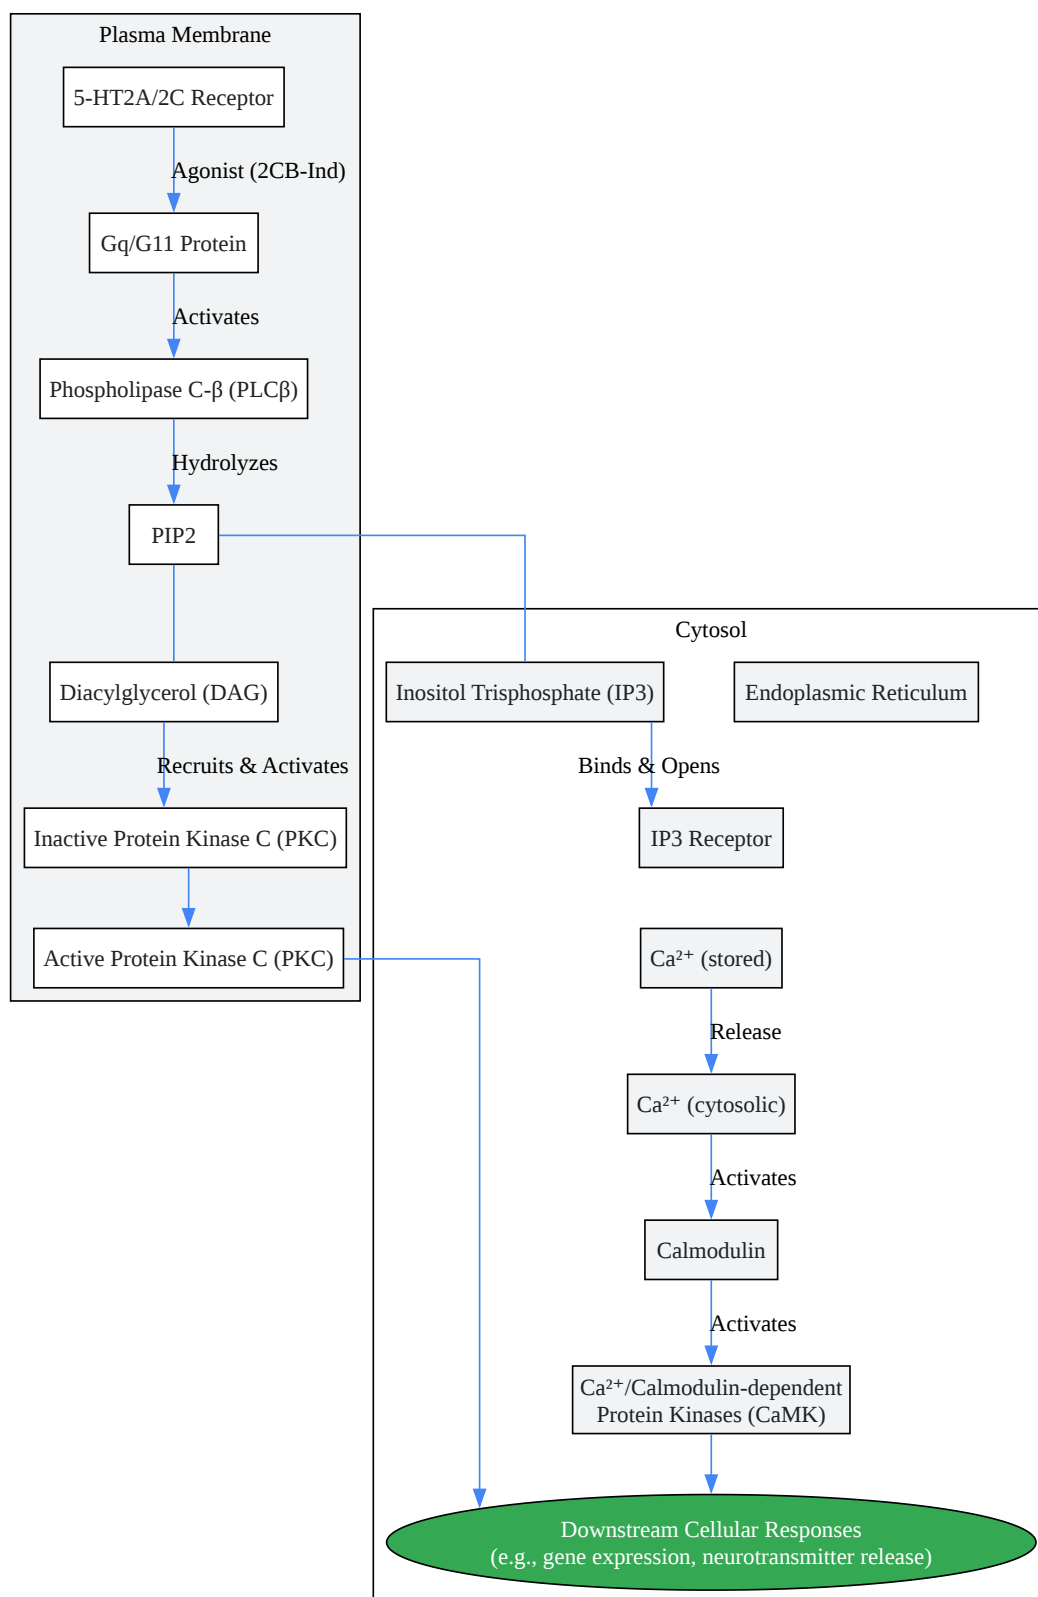 Plasma Membrane
5-HT2A/2C Receptor
Agonist (2CB-Ind)
Gq/G11 Protein
Activates
Phospholipase C-β (PLCβ)
Hydrolyzes
PIP2
Diacylglycerol (DAG)
Recruits & Activates
Inactive Protein Kinase C (PKC)
Active Protein Kinase C (PKC)
Cytosol
Inositol Trisphosphate (IP3)
Endoplasmic Reticulum
Binds & Opens
IP3 Receptor
Ca²⁺ (stored)
Release
Ca²⁺ (cytosolic)
Activates
Calmodulin
Activates
Ca²⁺/Calmodulin-dependent
Protein Kinases (CaMK)
Downstream Cellular Responses
(e.g., gene expression, neurotransmitter release)